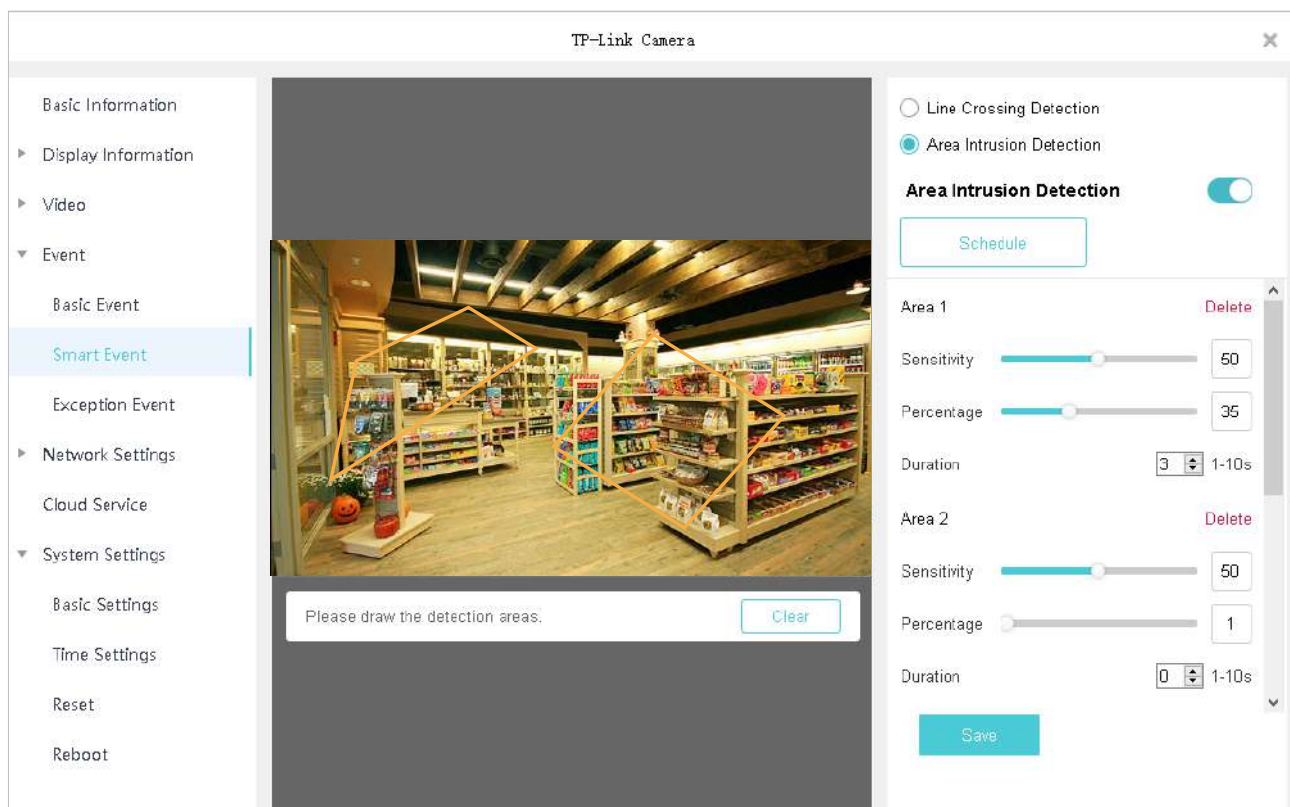 TP-Link Camera
Basic Information
Display Information
Video
Event
Basic Event
Smart Event
Exception Event
Network Settings
Cloud Service
System Settings
Basic Settings
Time Settings
Reset
Reboot
Please draw the detection areas.
Clear
Line Crossing Detection
Area Intrusion Detection
Area Intrusion Detection
Schedule
Area 1 Delete
Sensitivity 50
Percentage 35
Duration 3 1-10s
Area 2 Delete
Sensitivity 50
Percentage 1
Duration 0 1-10s
Save